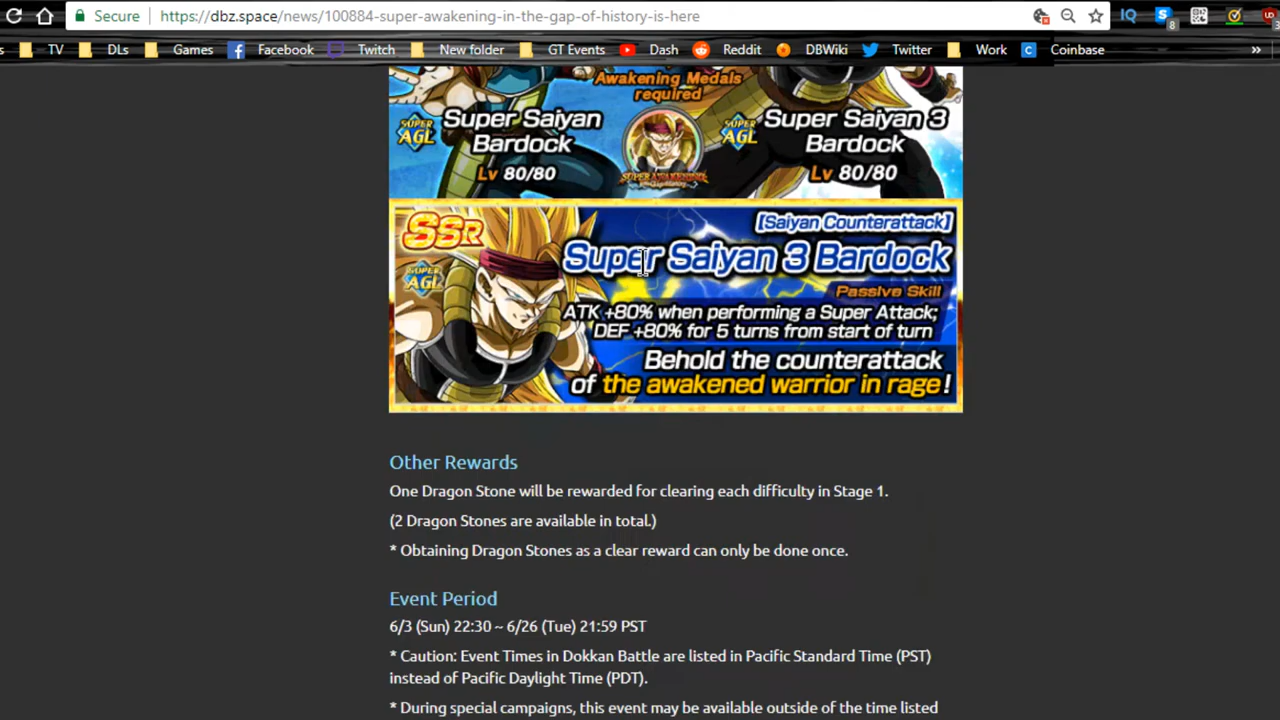 Secure
https://dbz.space/news/100884-super-awakening-in-the-gap-of-history-is-here
IQ
8
s TV DLs Games Facebook Twitch New folder GT Events Dash Reddit DBWiki Twitter Work Coinbase »
Awakening Medals
required
SUPER AGL
Super Saiyan
Bardock
Lv 80/80
SUPER AGL
Super Saiyan 3
Bardock
Lv 80/80
SSR
SUPER AGL
[Saiyan Counterattack]
Super Saiyan 3 Bardock
Passive Skill
ATK +80% when performing a Super Attack;
DEF +80% for 5 turns from start of turn
Behold the counterattack
of the awakened warrior in rage!
Other Rewards
One Dragon Stone will be rewarded for clearing each difficulty in Stage 1.
(2 Dragon Stones are available in total.)
* Obtaining Dragon Stones as a clear reward can only be done once.
Event Period
6/3 (Sun) 22:30 ~ 6/26 (Tue) 21:59 PST
* Caution: Event Times in Dokkan Battle are listed in Pacific Standard Time (PST)
instead of Pacific Daylight Time (PDT).
* During special campaigns, this event may be available outside of the time listed